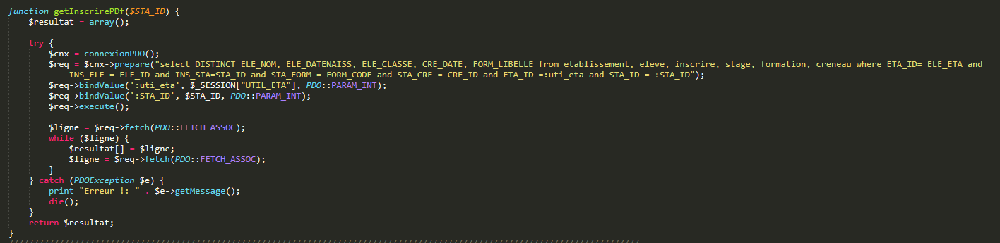 function getInscrirePDf($STA_ID) {
$resultat = array();
try {
$cnx = connexionPDO();
$req = $cnx->prepare("select DISTINCT ELE_NOM, ELE_DATENAISS, ELE_CLASSE, CRE_DATE, FORM_LIBELLE from etablissement, eleve, inscrire, stage, formation, creneau where ETA_ID= ELE_ETA and
INS_ELE = ELE_ID and INS_STA=STA_ID and STA_FORM = FORM_CODE and STA_CRE = CRE_ID and ETA_ID =:uti_eta and STA_ID = :STA_ID");
$req->bindValue(':uti_eta', $_SESSION["UTIL_ETA"], PDO::PARAM_INT);
$req->bindValue(':STA_ID', $STA_ID, PDO::PARAM_INT);
$req->execute();
$ligne = $req->fetch(PDO::FETCH_ASSOC);
while ($ligne) {
$resultat[] = $ligne;
$ligne = $req->fetch(PDO::FETCH_ASSOC);
}
} catch (PDOException $e) {
print "Erreur !: " . $e->getMessage();
die();
}
return $resultat;
}